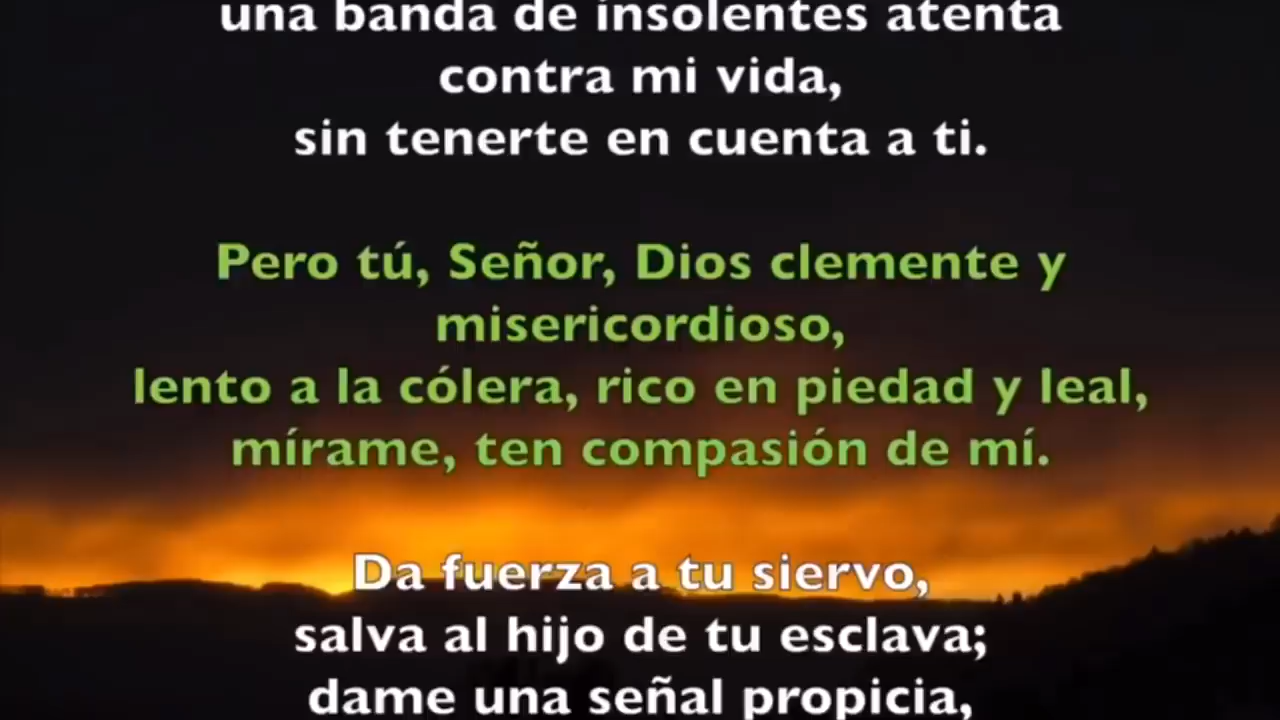 una banda de insolentes atenta
contra mi vida,
sin tenerte en cuenta a ti.
Pero tú, Señor, Dios clemente y
misericordioso,
lento a la cólera, rico en piedad y leal,
mírame, ten compasión de mí.
Da fuerza a tu siervo,
salva al hijo de tu esclava;
dame una señal propicia,